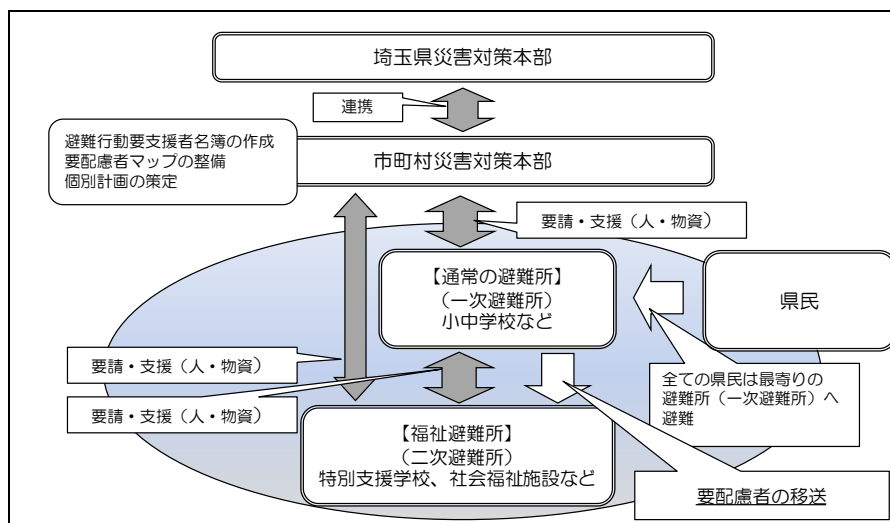 埼玉県災害対策本部
連携
避難行動要支援者名簿の作成
要配慮者マップの整備
個別計画の策定
市町村災害対策本部
要請・支援（人・物資）
【通常の避難所】
（一次避難所）
小中学校など
県民
要請・支援（人・物資）
要請・支援（人・物資）
全ての県民は最寄りの
避難所（一次避難所）へ
避難
【福祉避難所】
（二次避難所）
特別支援学校、社会福祉施設など
要配慮者の移送